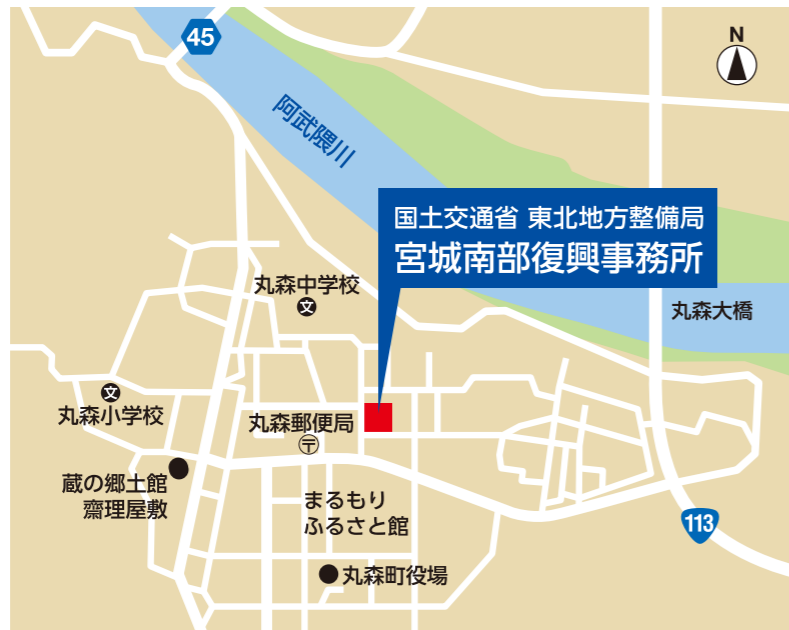 45
N
阿武隈川
国土交通省 東北地方整備局
宮城南部復興事務所
丸森中学校
文
丸森大橋
文
丸森小学校
丸森郵便局
〒
蔵の郷土館
齋理屋敷
まるもり
ふるさと館
113
丸森町役場